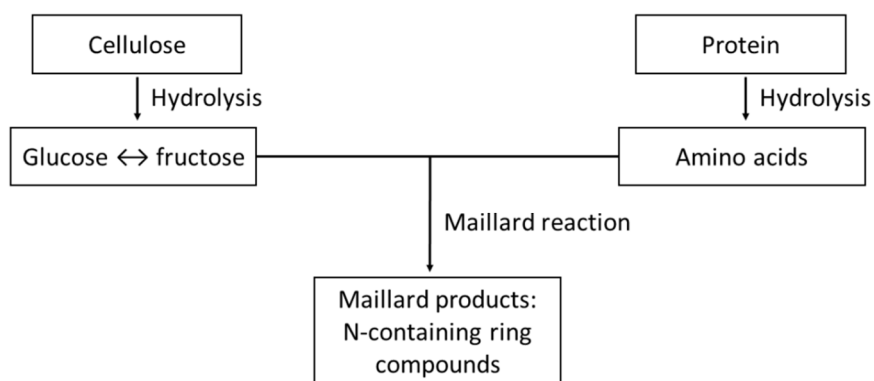 Cellulose
Protein
Hydrolysis
Hydrolysis
Glucose ↔ fructose
Amino acids
Maillard reaction
Maillard products:
N-containing ring
compounds